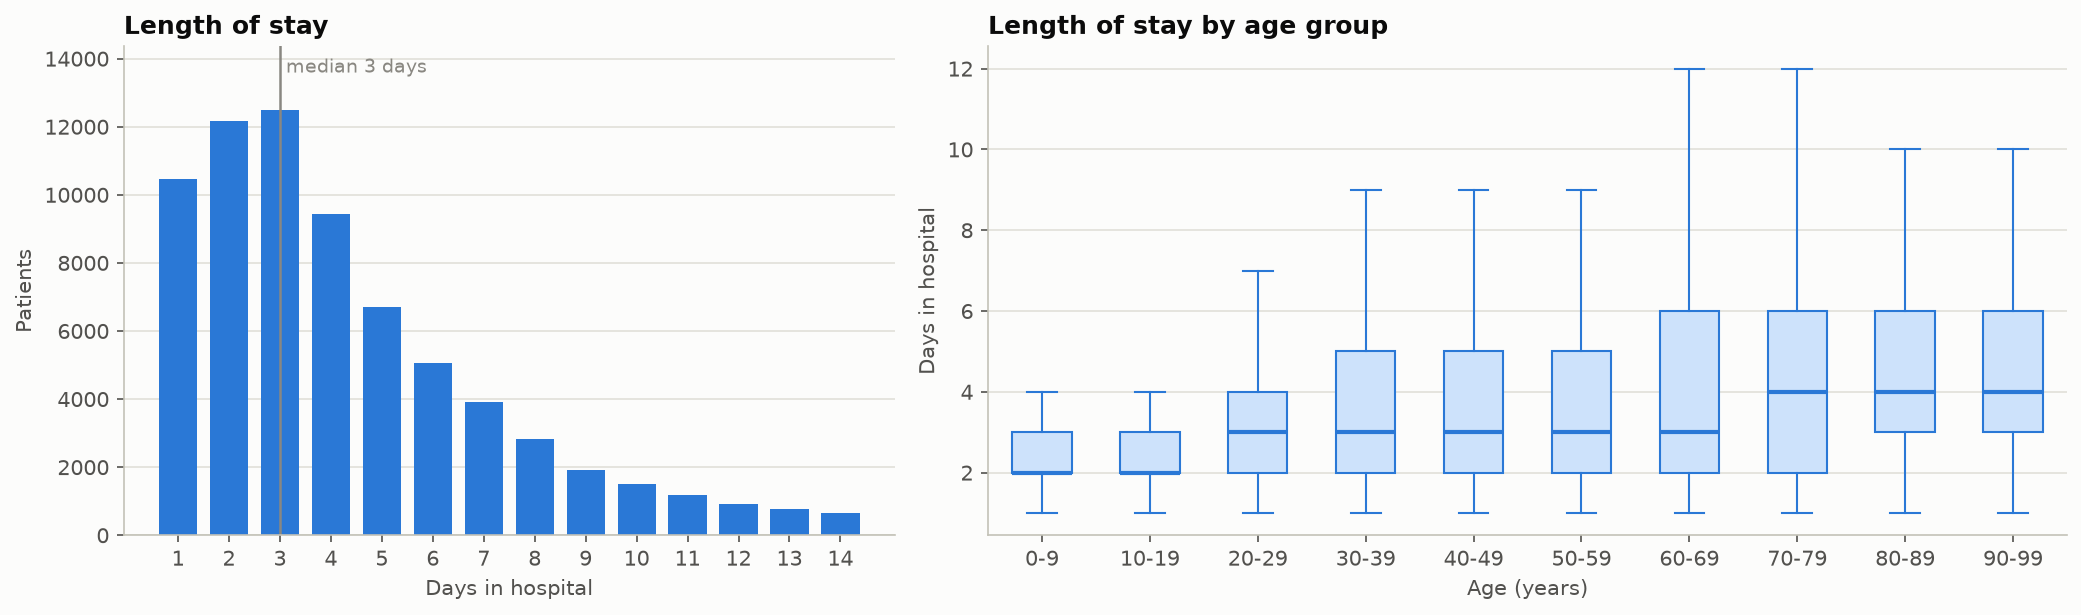 Length of stay
median 3 days
14000
12000
10000
8000
6000
4000
2000
0
Patients
1 2 3 4 5 6 7 8 9 10 11 12 13 14
Days in hospital
Length of stay by age group
12
10
8
6
4
2
Days in hospital
0-9 10-19 20-29 30-39 40-49 50-59 60-69 70-79 80-89 90-99
Age (years)